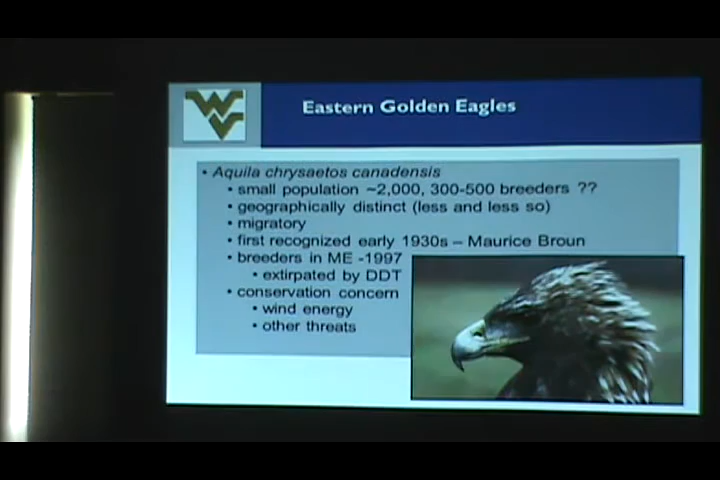 WV
Eastern Golden Eagles
• Aquila chrysaetos canadensis
• small population ~2,000, 300-500 breeders ??
• geographically distinct (less and less so)
• migratory
• first recognized early 1930s – Maurice Broun
• breeders in ME -1997
• extirpated by DDT
• conservation concern
• wind energy
• other threats